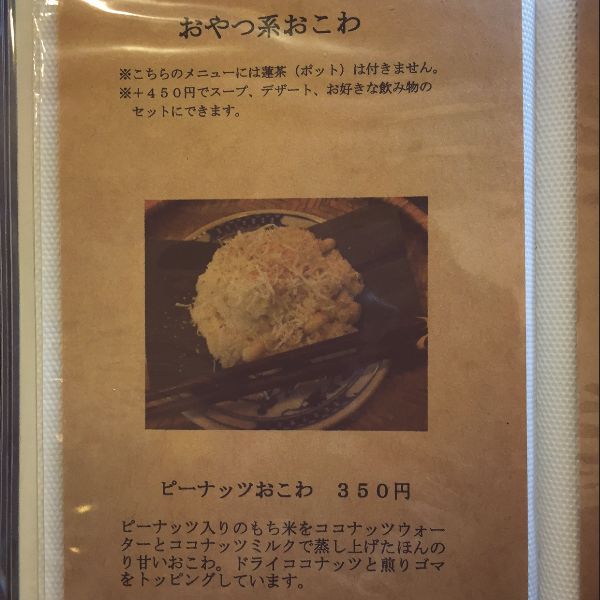 おやつ系おこわ
※こちらのメニューには蓮茶（ポット）は付きません。
※＋４５０円でスープ、デザート、お好きな飲み物の
セットにできます。
ピーナッツおこわ　３５０円
ピーナッツ入りのもち米をココナッツウォー
ターとココナッツミルクで蒸し上げたほんの
り甘いおこわ。ドライココナッツと煎りゴマ
をトッピングしています。